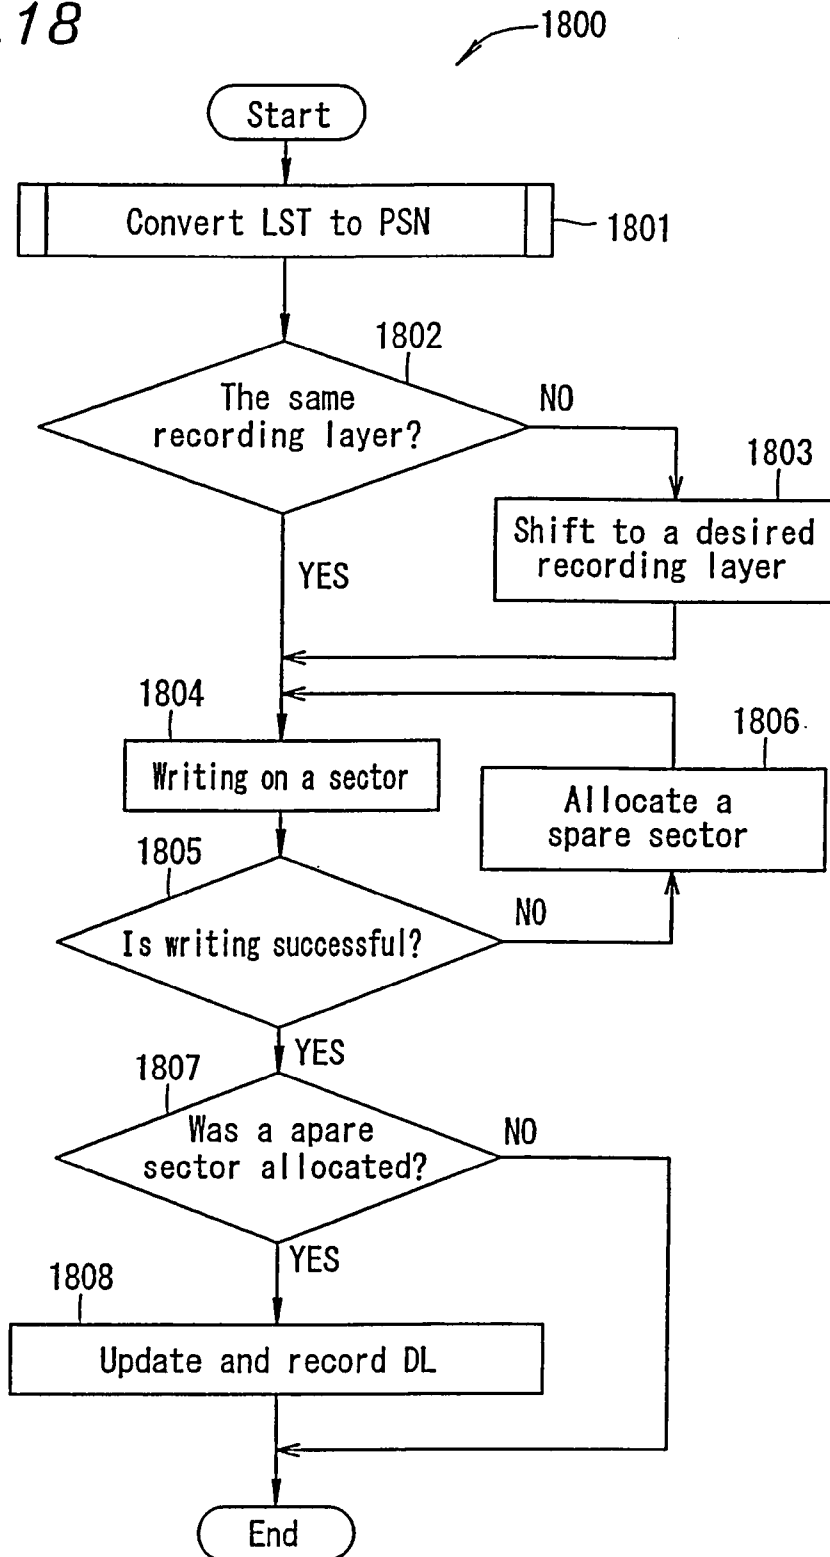 .18
1800
Start
Convert LST to PSN
1801
1802
The same
recording layer?
NO
1803
Shift to a desired
recording layer
YES
1804
Writing on a sector
1806
Allocate a
spare sector
1805
Is writing successful?
NO
YES
1807
Was a apare
sector allocated?
NO
YES
1808
Update and record DL
End